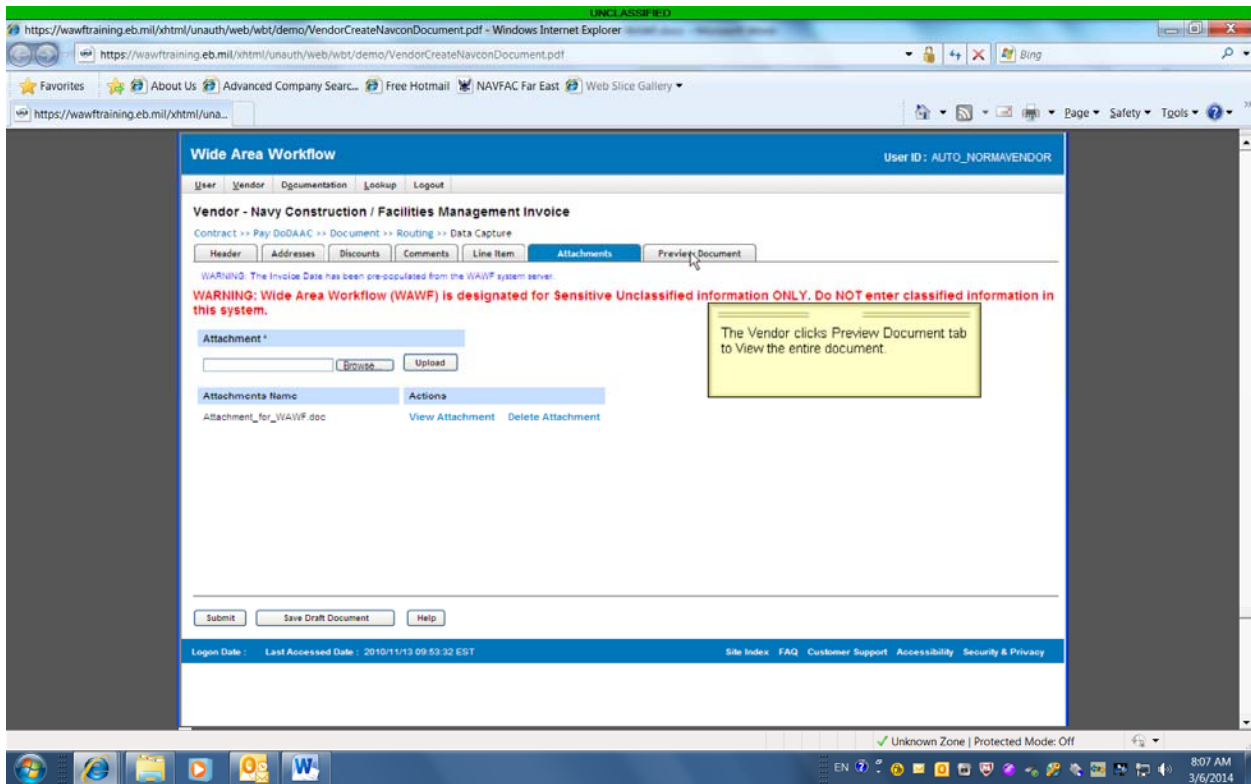 UNCLASSIFIED
https://wawftraining.eb.mil/xhtml/unauth/web/wbt/demo/VendorCreateNavconDocument.pdf - Windows Internet Explorer
https://wawftraining.eb.mil/xhtml/unauth/web/wbt/demo/VendorCreateNavconDocument.pdf
Bing
Favorites About Us Advanced Company Searc... Free Hotmail NAVFAC Far East Web Slice Gallery
https://wawftraining.eb.mil/xhtml/una...
Page Safety Tools
Wide Area Workflow
User ID : AUTO_NORMAVENDOR
User Vendor Documentation Lookup Logout
Vendor - Navy Construction / Facilities Management Invoice
Contract >> Pay DoDAAC >> Document >> Routing >> Data Capture
Header Addresses Discounts Comments Line Item Attachments Preview Document
WARNING: The Invoice Date has been pre-populated from the WAWF system server.
WARNING: Wide Area Workflow (WAWF) is designated for Sensitive Unclassified information ONLY. Do NOT enter classified information in
this system.
The Vendor clicks Preview Document tab
to View the entire document.
Attachment *
Browse... Upload
Attachments Name Actions
Attachment_for_WAWF.doc View Attachment Delete Attachment
Submit Save Draft Document Help
Logon Date : Last Accessed Date : 2010/11/13 09:53:32 EST
Site Index FAQ Customer Support Accessibility Security & Privacy
Unknown Zone | Protected Mode: Off
EN
8:07 AM
3/6/2014